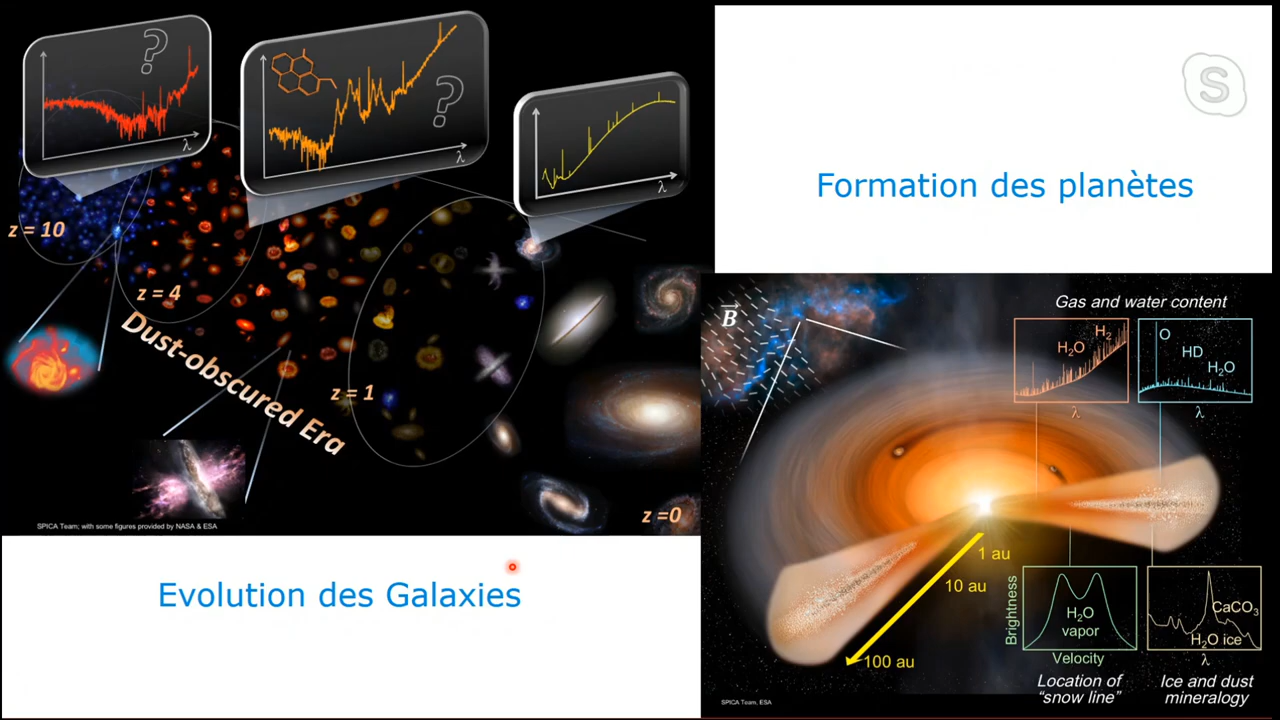 ?
λ
?
λ
λ
z = 10
z = 4
Dust-obscured Era
z = 1
z =0
SPICA Team; with some figures provided by NASA & ESA
Evolution des Galaxies
S
Formation des planètes
B
Gas and water content
H₂O
H₂
λ
O
HD
H₂O
λ
1 au
10 au
100 au
Brightness
H₂O
vapor
Velocity
Location of
“snow line”
CaCO₃
H₂O ice
λ
Ice and dust
mineralogy
SPICA Team, ESA